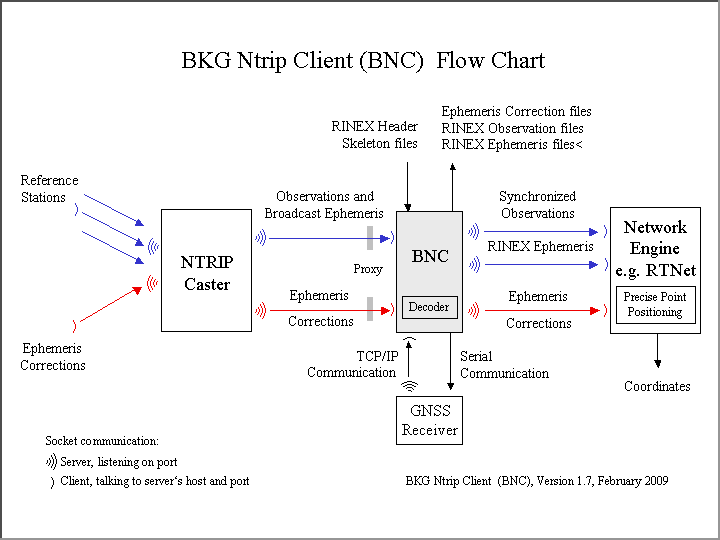 BKG Ntrip Client (BNC)  Flow Chart
Ephemeris Correction files
RINEX Observation files
RINEX Ephemeris files<
RINEX Header
Skeleton files
Reference
Stations
Observations and
Broadcast Ephemeris
Synchronized
Observations
NTRIP
Caster
Proxy
BNC
RINEX Ephemeris
Network
Engine
e.g. RTNet
Ephemeris
Corrections
Decoder
Ephemeris
Corrections
Precise Point
Positioning
Ephemeris
Corrections
TCP/IP
Communication
Serial
Communication
Coordinates
GNSS
Receiver
Socket communication:
Server, listening on port
Client, talking to server‘s host and port
BKG Ntrip Client  (BNC), Version 1.7, February 2009